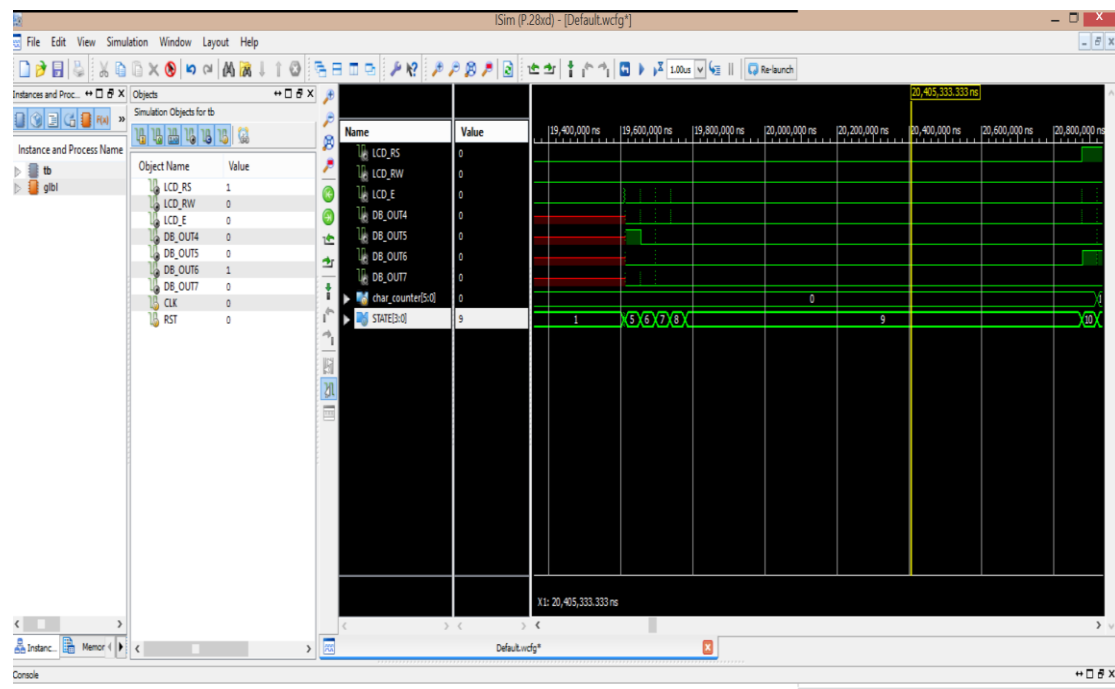 ISim (P.28xd) - [Default.wcfg*]
File Edit View Simulation Window Layout Help
1.00us Re-launch
Instances and Proc...
Objects
Simulation Objects for tb
Instance and Process Name
tb
glbl
Object Name Value
LCD_RS 1
LCD_RW 0
LCD_E 0
DB_OUT4 0
DB_OUT5 0
DB_OUT6 1
DB_OUT7 0
CLK 0
RST 0
Name Value
LCD_RS 0
LCD_RW 0
LCD_E 0
DB_OUT4 0
DB_OUT5 0
DB_OUT6 0
DB_OUT7 0
char_counter[5:0] 0
STATE[3:0] 9
20,405,333.333 ns
19,400,000 ns 19,600,000 ns 19,800,000 ns 20,000,000 ns 20,200,000 ns 20,400,000 ns 20,600,000 ns 20,800,000 ns
0
1 5 6 7 8 9 10
X1: 20,405,333.333 ns
Instanc... Memor
Default.wcfg*
Console